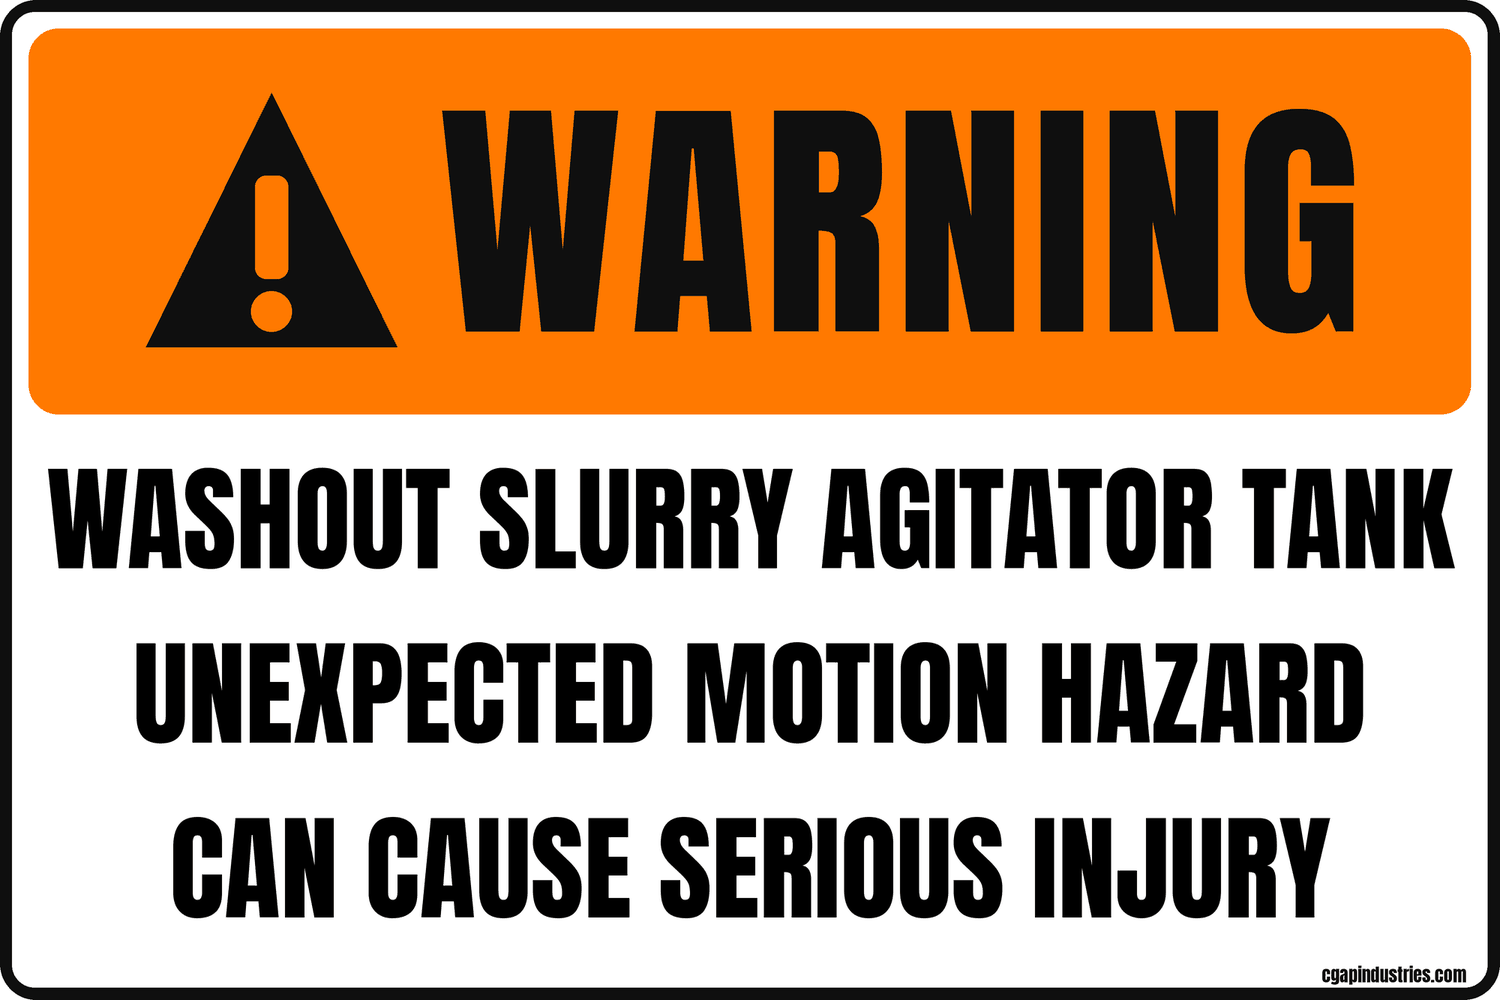 WARNING
WASHOUT SLURRY AGITATOR TANK
UNEXPECTED MOTION HAZARD
CAN CAUSE SERIOUS INJURY
cgapindustries.com